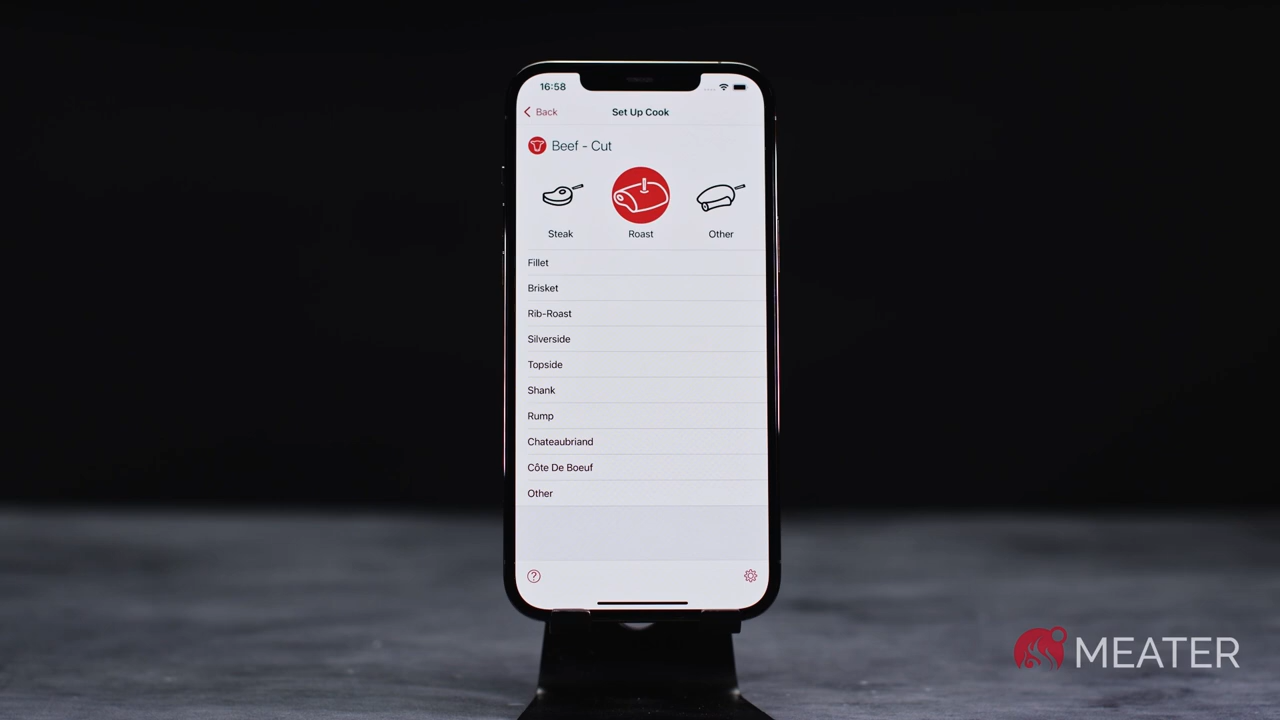 16:58
Back
Set Up Cook
Beef - Cut
Steak
Roast
Other
Fillet
Brisket
Rib-Roast
Silverside
Topside
Shank
Rump
Chateaubriand
Côte De Boeuf
Other
?
MEATER